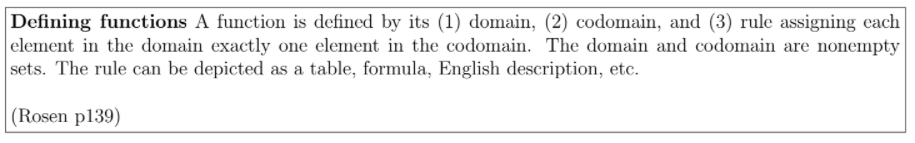 Defining functions A function is defined by its (1) domain, (2) codomain, and (3) rule assigning each
element in the domain exactly one element in the codomain. The domain and codomain are nonempty
sets. The rule can be depicted as a table, formula, English description, etc.
(Rosen p139)